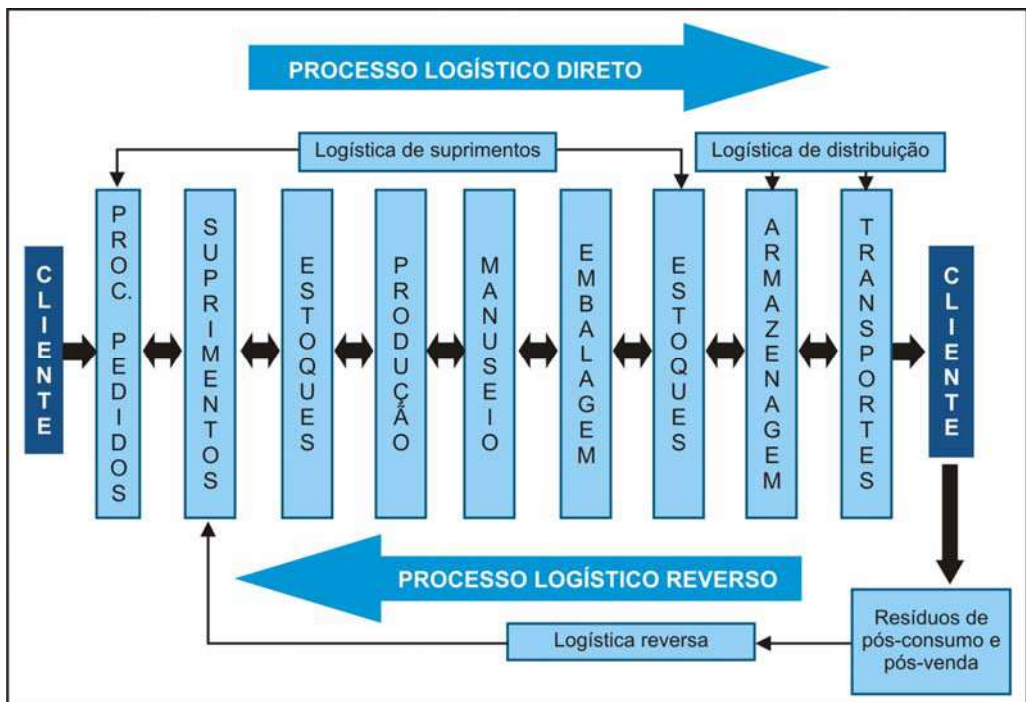 PROCESSO LOGÍSTICO DIRETO
Logística de suprimentos
Logística de distribuição
CLIENTE
PROC. PEDIDOS
SUPRIMENTOS
ESTOQUES
PRODUÇÃO
MANUSEIO
EMBALAGEM
ESTOQUES
ARMAZENAGEM
TRANSPORTES
CLIENTE
PROCESSO LOGÍSTICO REVERSO
Logística reversa
Resíduos de
pós-consumo e
pós-venda